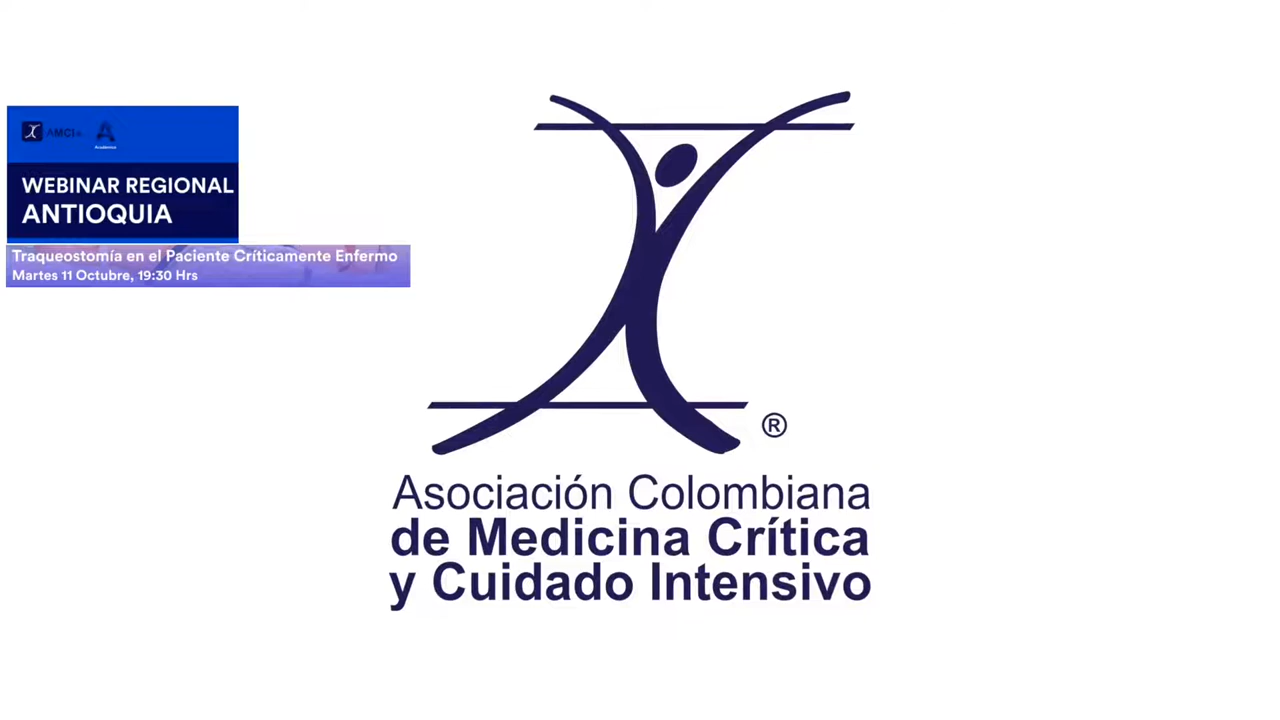 AMCI
Académico
WEBINAR REGIONAL
ANTIOQUIA
Traqueostomía en el Paciente Críticamente Enfermo
Martes 11 Octubre, 19:30 Hrs
®
Asociación Colombiana
de Medicina Crítica
y Cuidado Intensivo